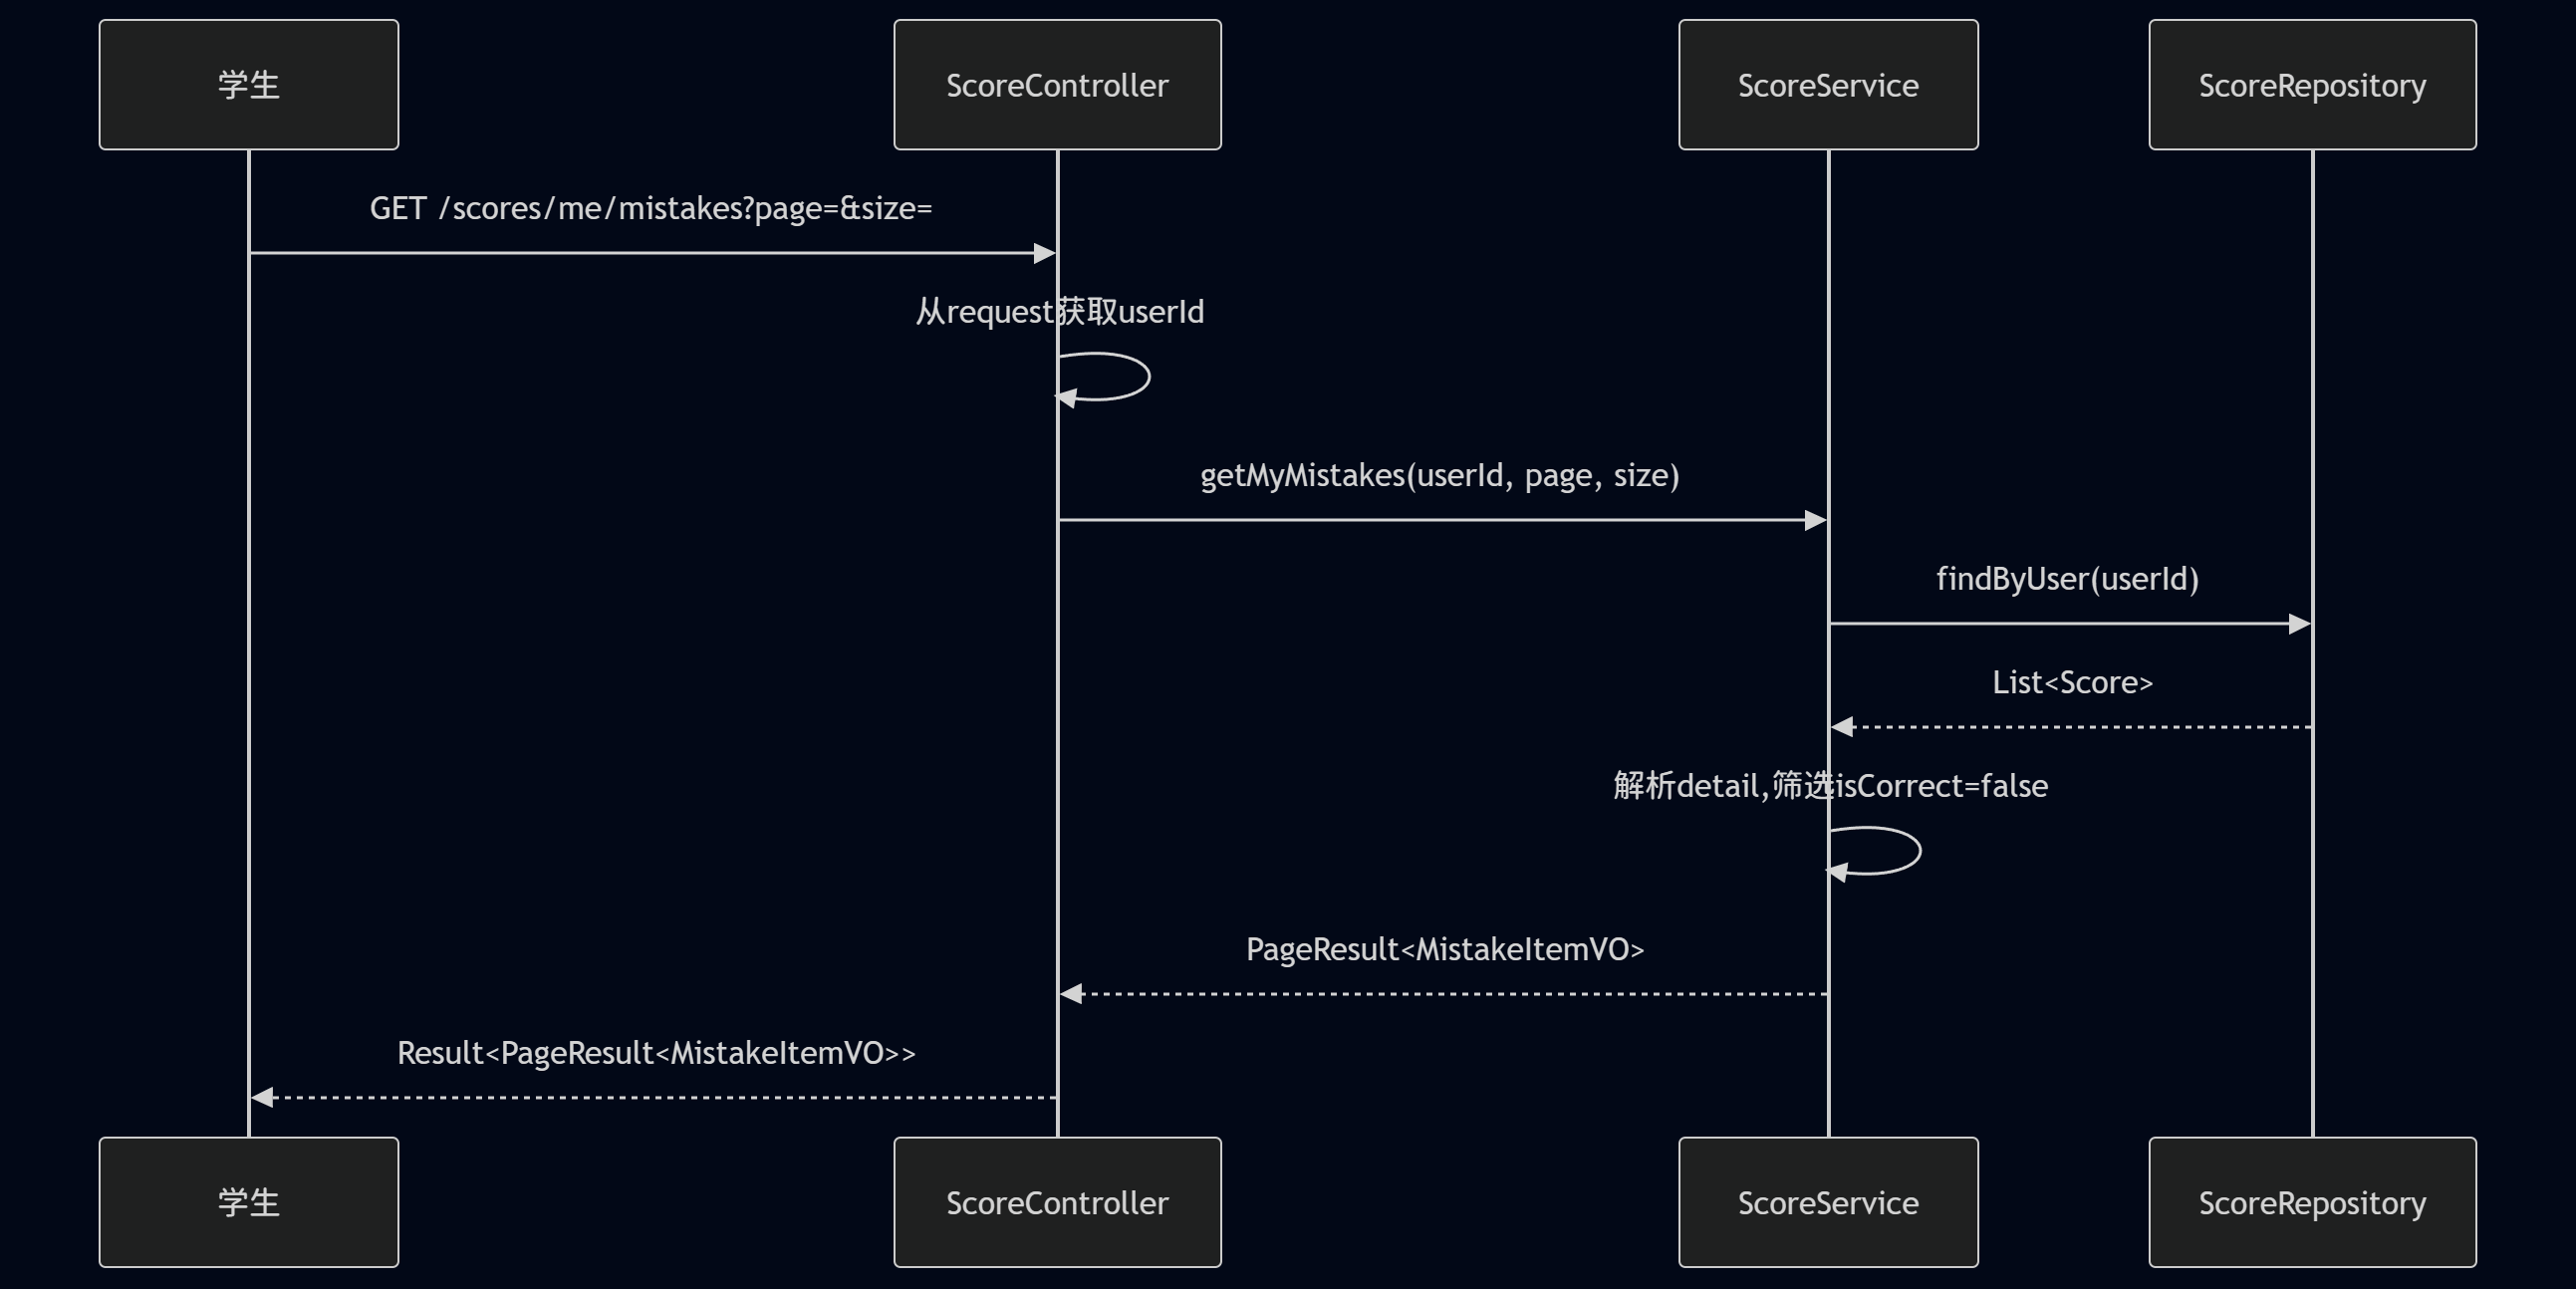 学生
ScoreController
ScoreService
ScoreRepository
GET /scores/me/mistakes?page=&size=
从request获取userId
getMyMistakes(userId, page, size)
findByUser(userId)
List<Score>
解析detail,筛选isCorrect=false
PageResult<MistakeItemVO>
Result<PageResult<MistakeItemVO>>
学生
ScoreController
ScoreService
ScoreRepository